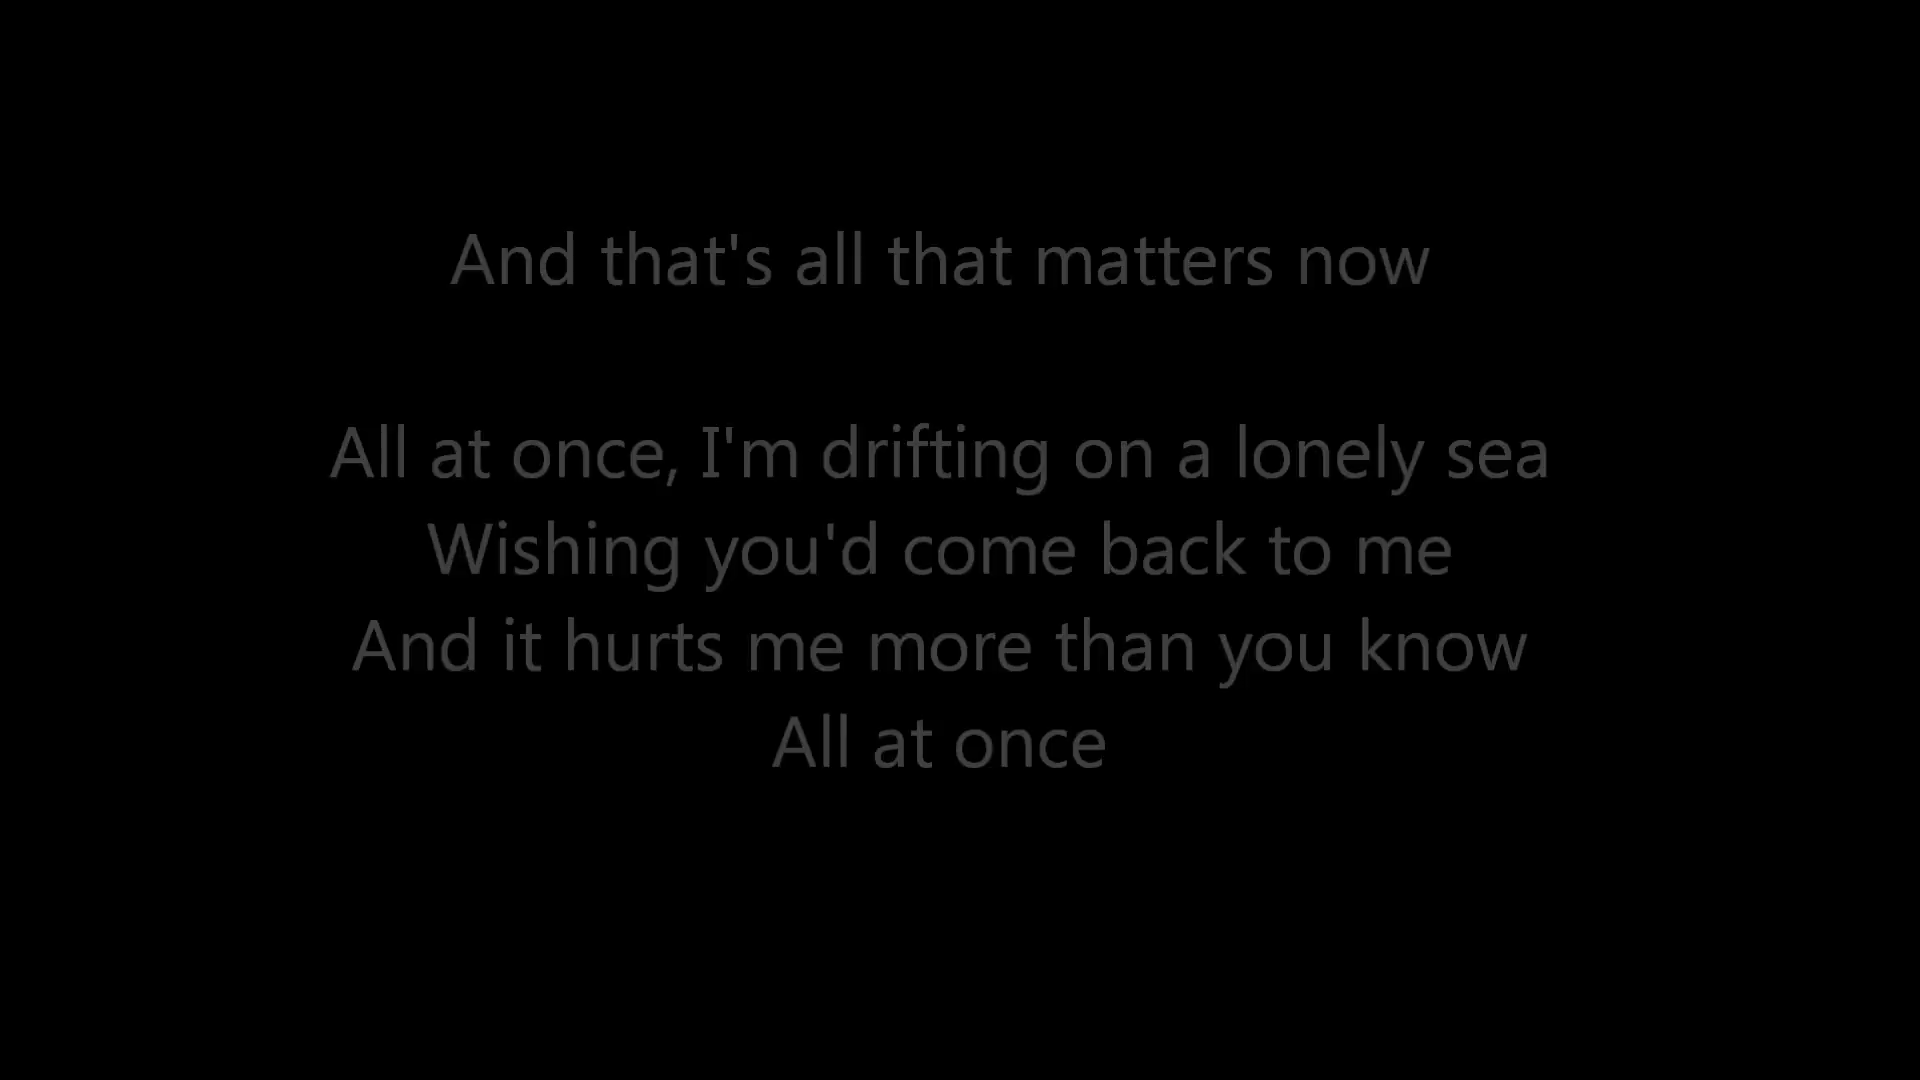 And that's all that matters now
All at once, I'm drifting on a lonely sea
Wishing you'd come back to me
And it hurts me more than you know
All at once